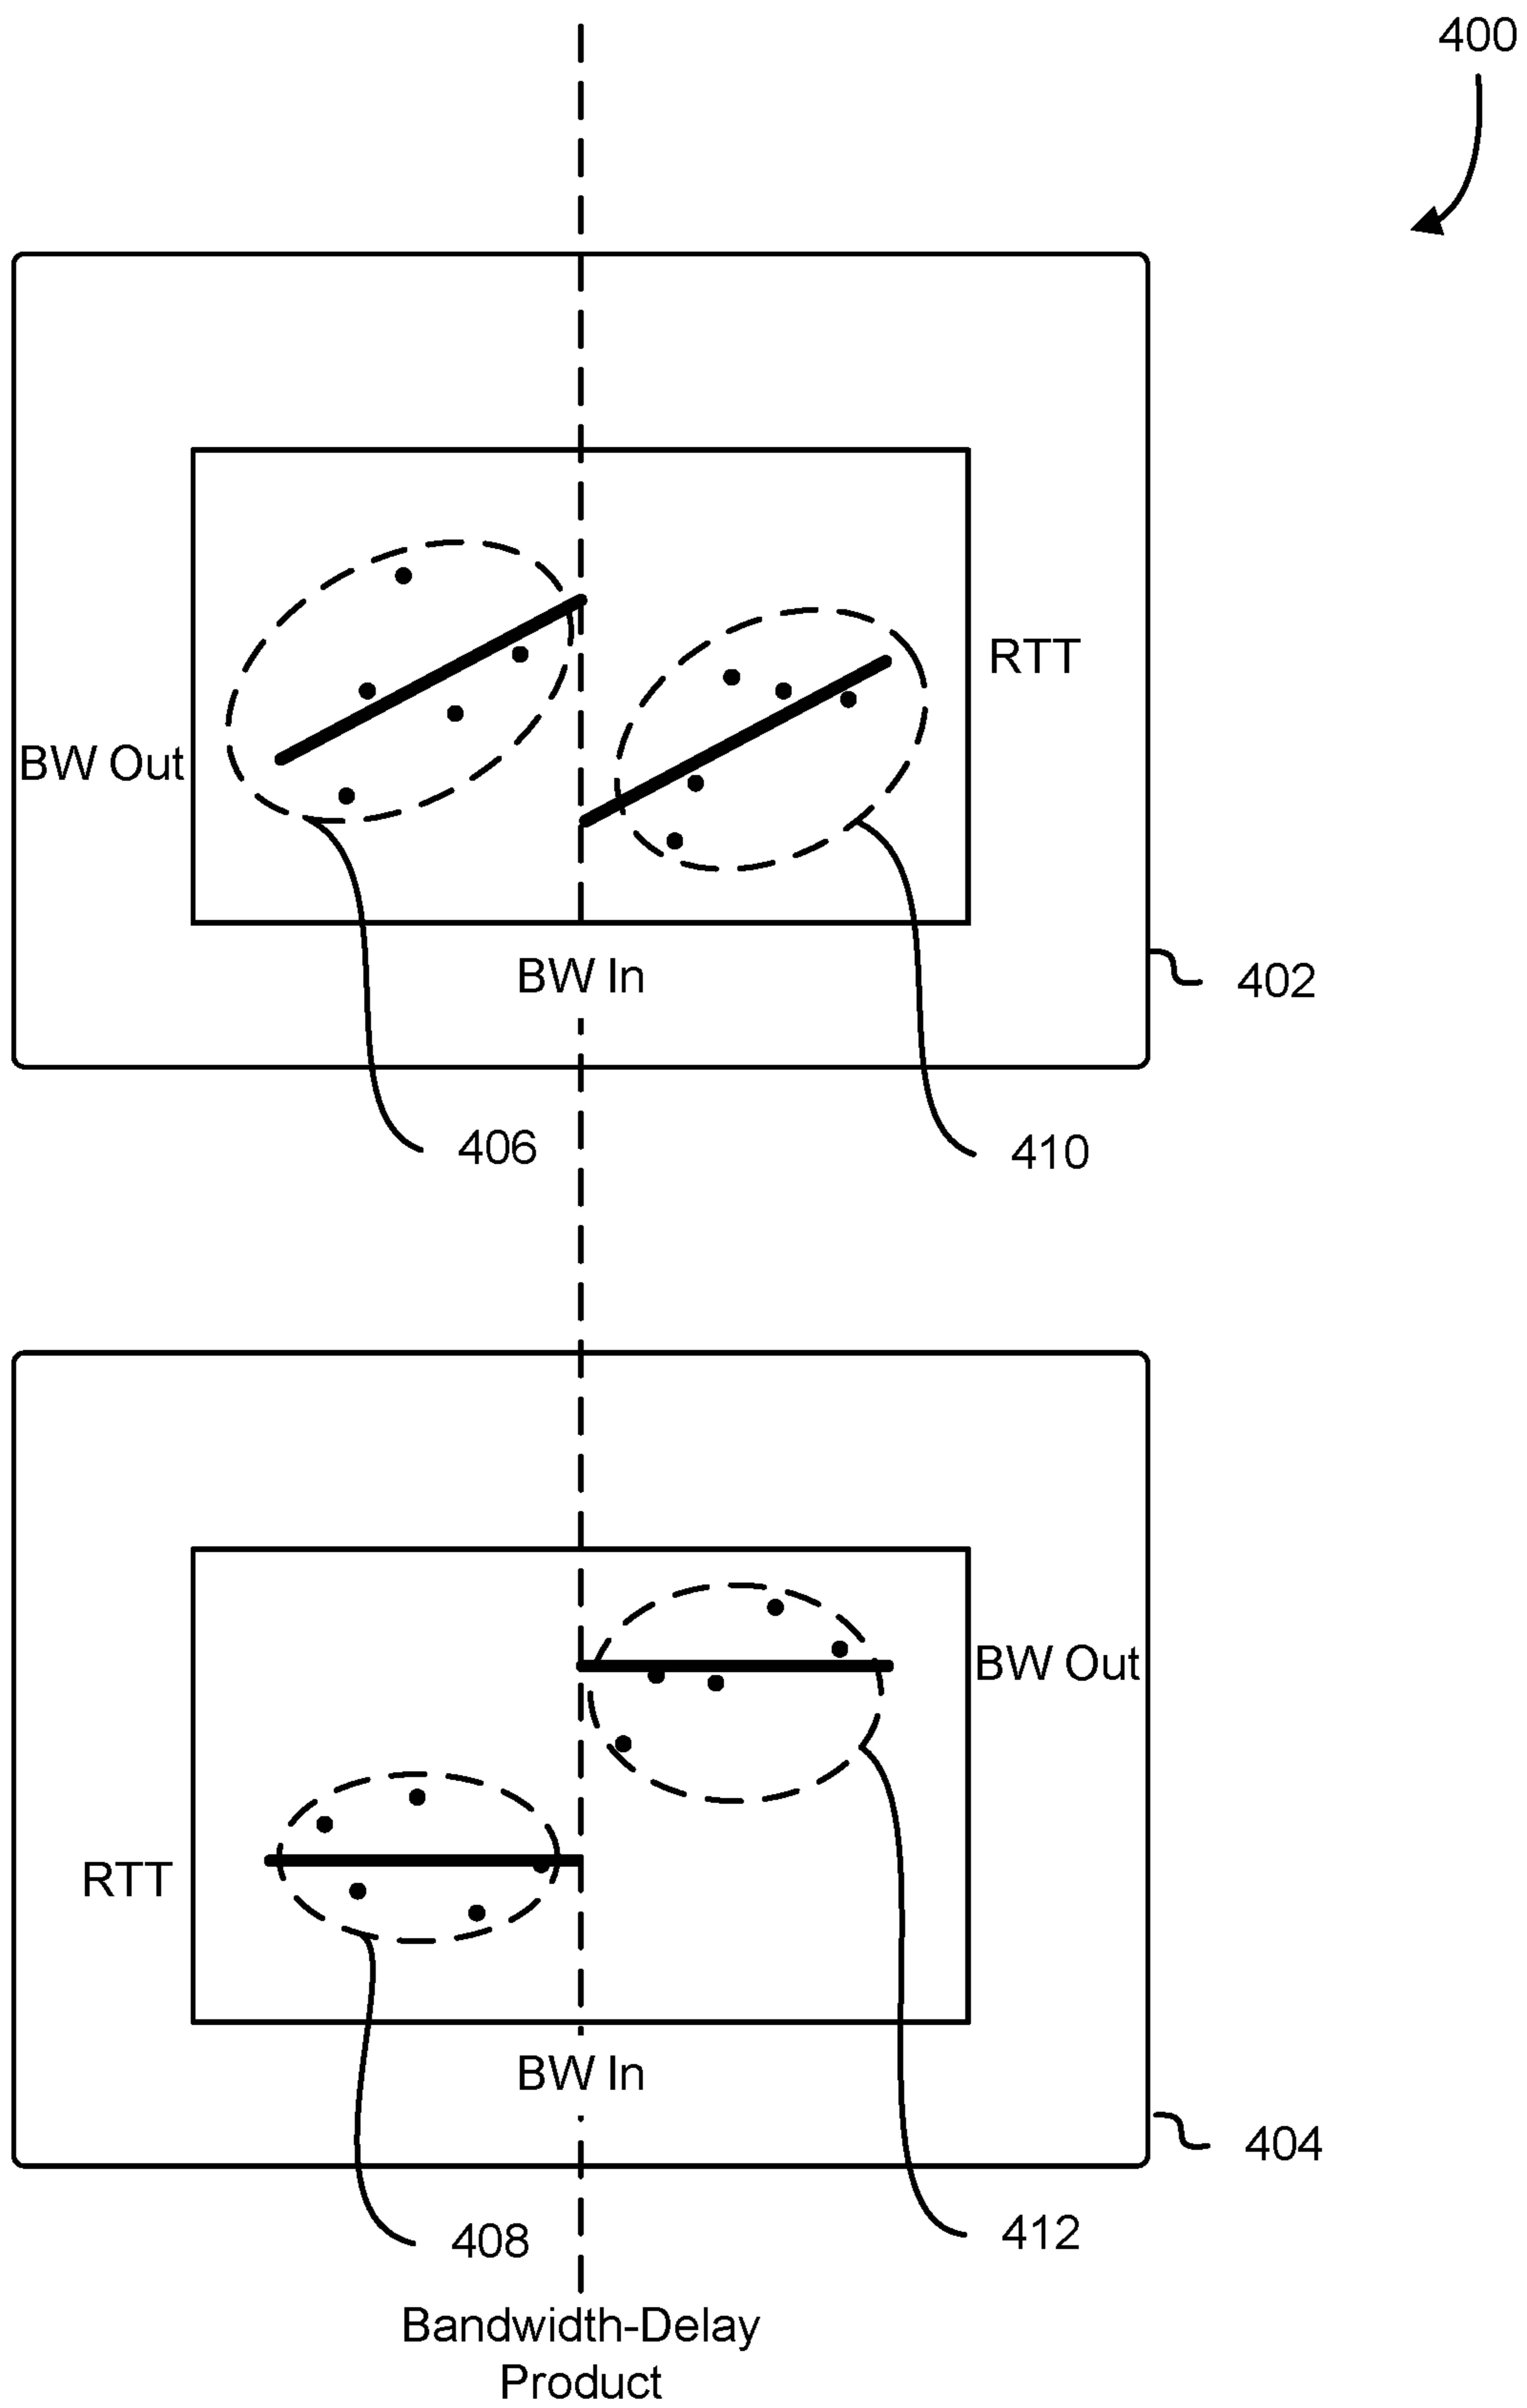 400
RTT
BW Out
BW In
402
406
410
BW Out
RTT
BW In
404
408
412
Bandwidth-Delay
Product